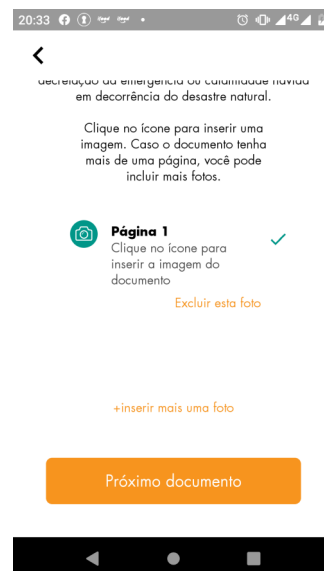 20:33
4G
decretação da emergência ou calamidade havida
em decorrência do desastre natural.
Clique no ícone para inserir uma
imagem. Caso o documento tenha
mais de uma página, você pode
incluir mais fotos.
Página 1
Clique no ícone para
inserir a imagem do
documento
Excluir esta foto
+inserir mais uma foto
Próximo documento